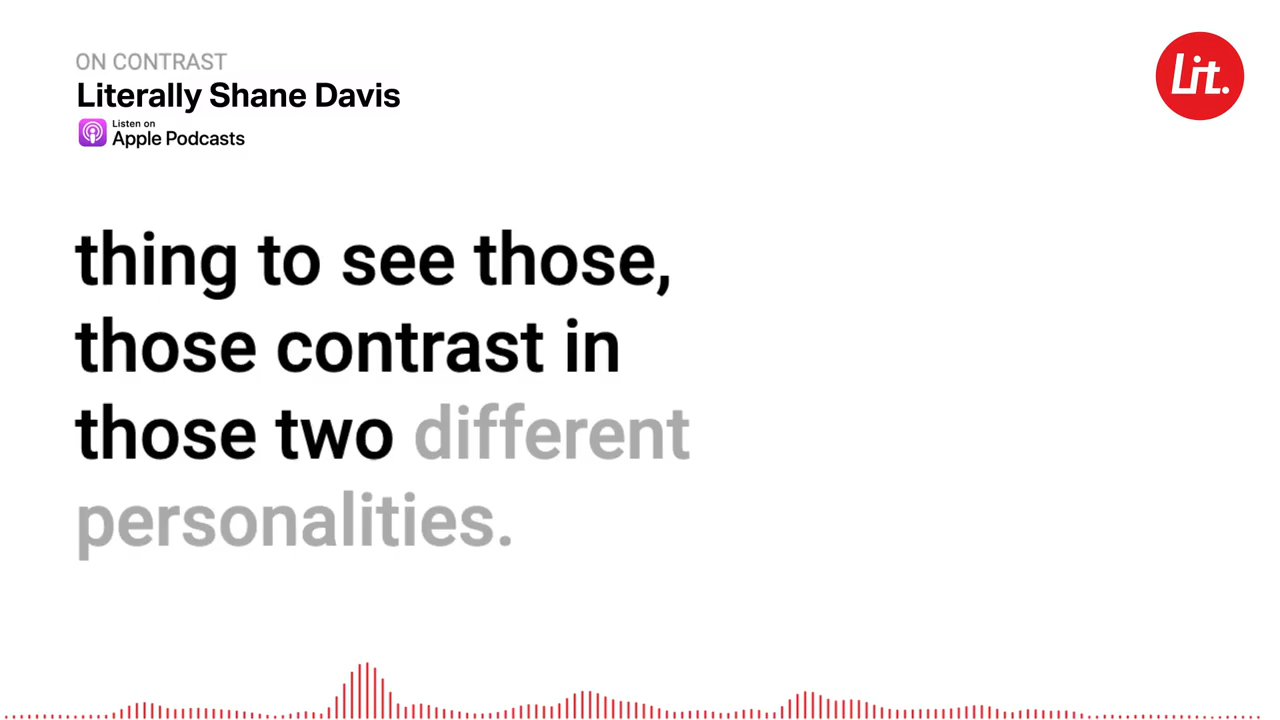 ON CONTRAST
Literally Shane Davis
Listen on
Apple Podcasts
Lit.
thing to see those,
those contrast in
those two different
personalities.